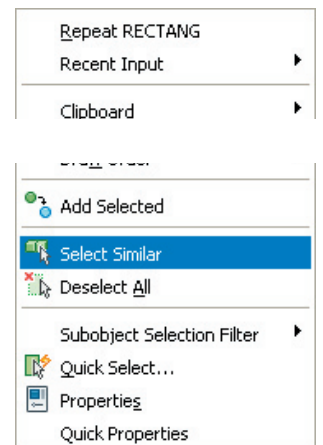 Repeat RECTANG
Recent Input
Clipboard
Add Selected
Select Similar
Deselect All
Subobject Selection Filter
Quick Select...
Properties
Quick Properties